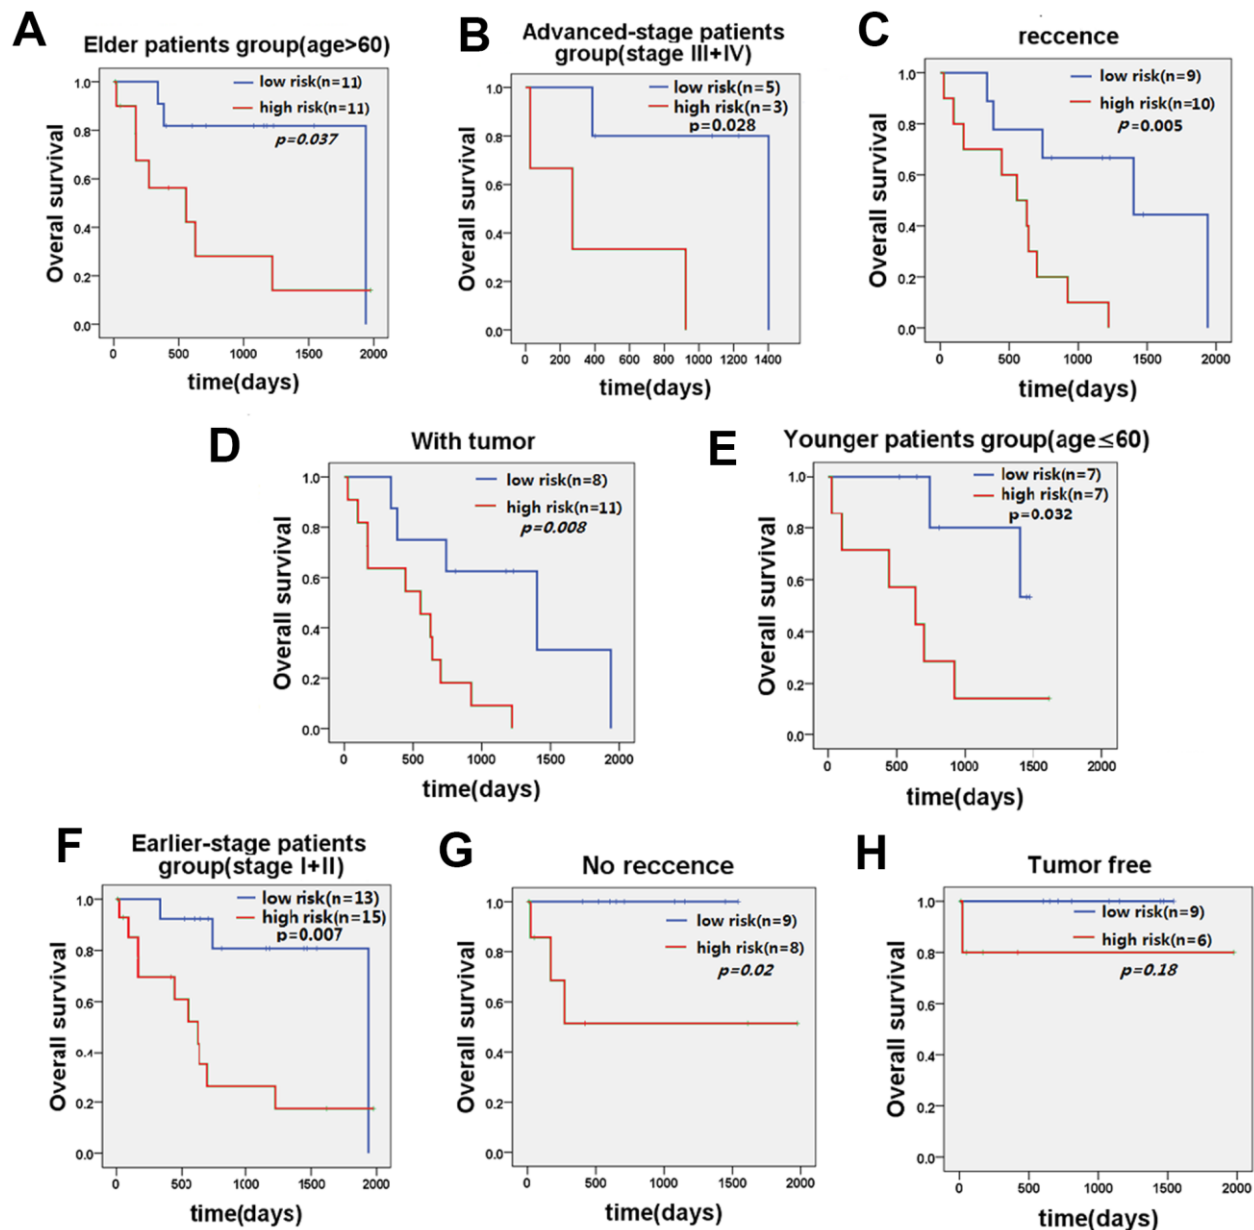 A
Elder patients group(age>60)
low risk(n=11)
high risk(n=11)
p=0.037
1.0
0.8
0.6
0.4
0.2
0.0
Overall survival
0 500 1000 1500 2000
time(days)
B
Advanced-stage patients
group(stage III+IV)
low risk(n=5)
high risk(n=3)
p=0.028
1.0
0.8
0.6
0.4
0.2
0.0
Overall survival
0 200 400 600 800 1000 1200 1400
time(days)
C
reccence
low risk(n=9)
high risk(n=10)
P=0.005
1.0
0.8
0.6
0.4
0.2
0.0
Overall survival
0 500 1000 1500 2000
time(days)
D
With tumor
low risk(n=8)
high risk(n=11)
p=0.008
1.0
0.8
0.6
0.4
0.2
0.0
Overall survival
0 500 1000 1500 2000
time(days)
E
Younger patients group(age≤60)
low risk(n=7)
high risk(n=7)
p=0.032
1.0
0.8
0.6
0.4
0.2
0.0
Overall survival
0 500 1000 1500 2000
time(days)
F
Earlier-stage patients
group(stage I+II)
low risk(n=13)
high risk(n=15)
p=0.007
1.0
0.8
0.6
0.4
0.2
0.0
Overall survival
0 500 1000 1500 2000
time(days)
G
No reccence
low risk(n=9)
high risk(n=8)
p=0.02
1.0
0.8
0.6
0.4
0.2
0.0
Overall survival
0 500 1000 1500 2000
time(days)
H
Tumor free
low risk(n=9)
high risk(n=6)
p=0.18
1.0
0.8
0.6
0.4
0.2
0.0
Overall survival
0 500 1000 1500 2000
time(days)